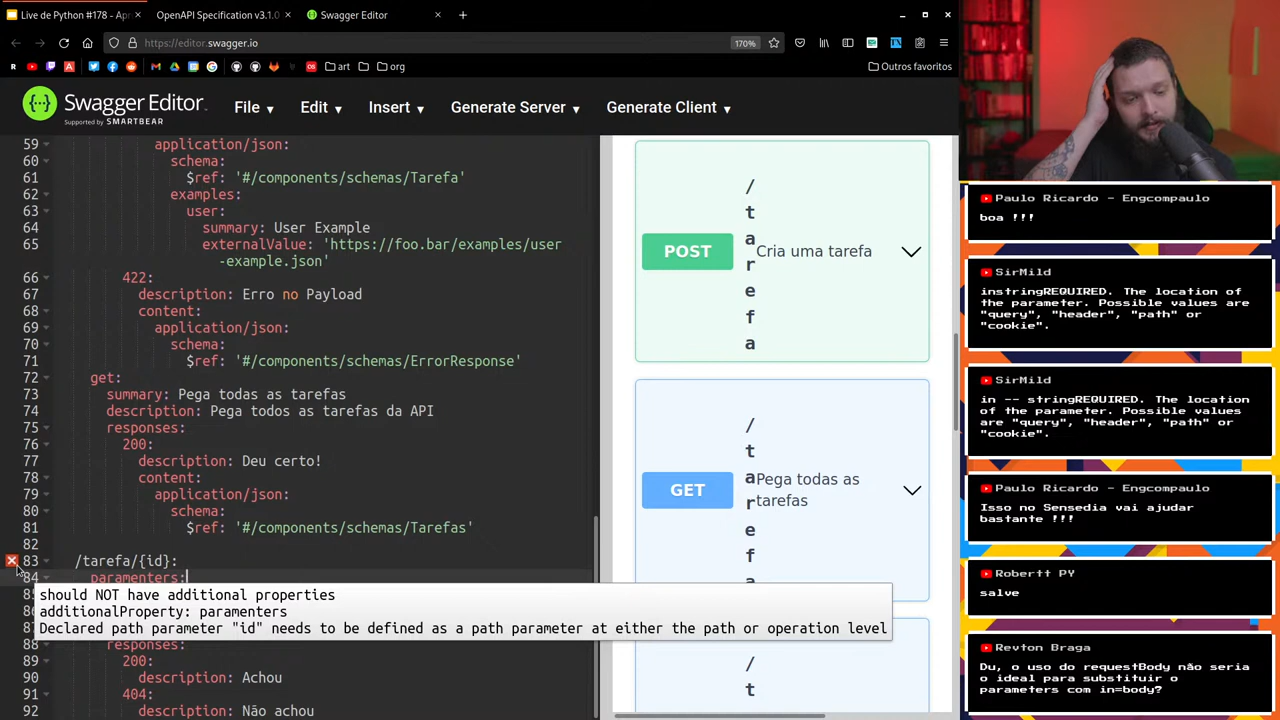 Live de Python #178 - Apr
OpenAPI Specification v3.1.0
Swagger Editor
https://editor.swagger.io
170%
R
art
org
Outros favoritos
Swagger Editor
Supported by SMARTBEAR
File
Edit
Insert
Generate Server
Generate Client
59 application/json:
60 schema:
61 $ref: '#/components/schemas/Tarefa'
62 examples:
63 user:
64 summary: User Example
65 externalValue: 'https://foo.bar/examples/user
-example.json'
66 422:
67 description: Erro no Payload
68 content:
69 application/json:
70 schema:
71 $ref: '#/components/schemas/ErrorResponse'
72 get:
73 summary: Pega todas as tarefas
74 description: Pega todos as tarefas da API
75 responses:
76 200:
77 description: Deu certo!
78 content:
79 application/json:
80 schema:
81 $ref: '#/components/schemas/Tarefas'
82
83 /tarefa/{id}:
84 paramenters:
should NOT have additional properties
additionalProperty: paramenters
Declared path parameter "id" needs to be defined as a path parameter at either the path or operation level
88 responses:
89 200:
90 description: Achou
91 404:
92 description: Não achou
POST
/
t
a
r
e
f
a
Cria uma tarefa
GET
/
t
a
r
e
f
a
Pega todas as
tarefas
/
t
Paulo Ricardo - Engcompaulo
boa !!!
SirMild
instringREQUIRED. The location of
the parameter. Possible values are
"query", "header", "path" or
"cookie".
SirMild
in -- stringREQUIRED. The location
of the parameter. Possible values
are "query", "header", "path" or
"cookie".
Paulo Ricardo - Engcompaulo
Isso no Sensedia vai ajudar
bastante !!!
Robertt PY
salve
Revton Braga
Du, o uso do requestBody não seria
o ideal para substituir o
parameters com in=body?